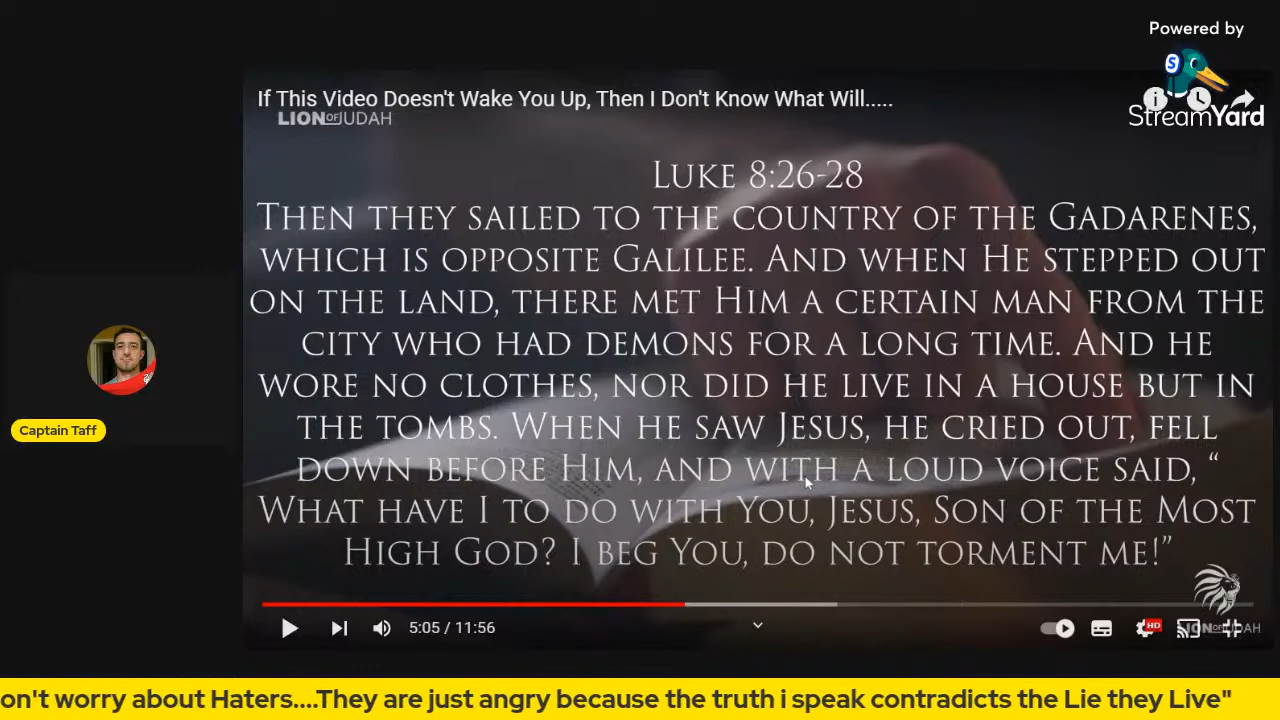 Powered by
StreamYard
If This Video Doesn't Wake You Up, Then I Don't Know What Will.....
LION OF JUDAH
LUKE 8:26-28
THEN THEY SAILED TO THE COUNTRY OF THE GADARENES,
WHICH IS OPPOSITE GALILEE. AND WHEN HE STEPPED OUT
ON THE LAND, THERE MET HIM A CERTAIN MAN FROM THE
CITY WHO HAD DEMONS FOR A LONG TIME. AND HE
WORE NO CLOTHES, NOR DID HE LIVE IN A HOUSE BUT IN
THE TOMBS. WHEN HE SAW JESUS, HE CRIED OUT, FELL
DOWN BEFORE HIM, AND WITH A LOUD VOICE SAID, “
WHAT HAVE I TO DO WITH YOU, JESUS, SON OF THE MOST
HIGH GOD? I BEG YOU, DO NOT TORMENT ME!”
Captain Taff
5:05 / 11:56
HD
LION OF JUDAH
on't worry about Haters....They are just angry because the truth i speak contradicts the Lie they Live"